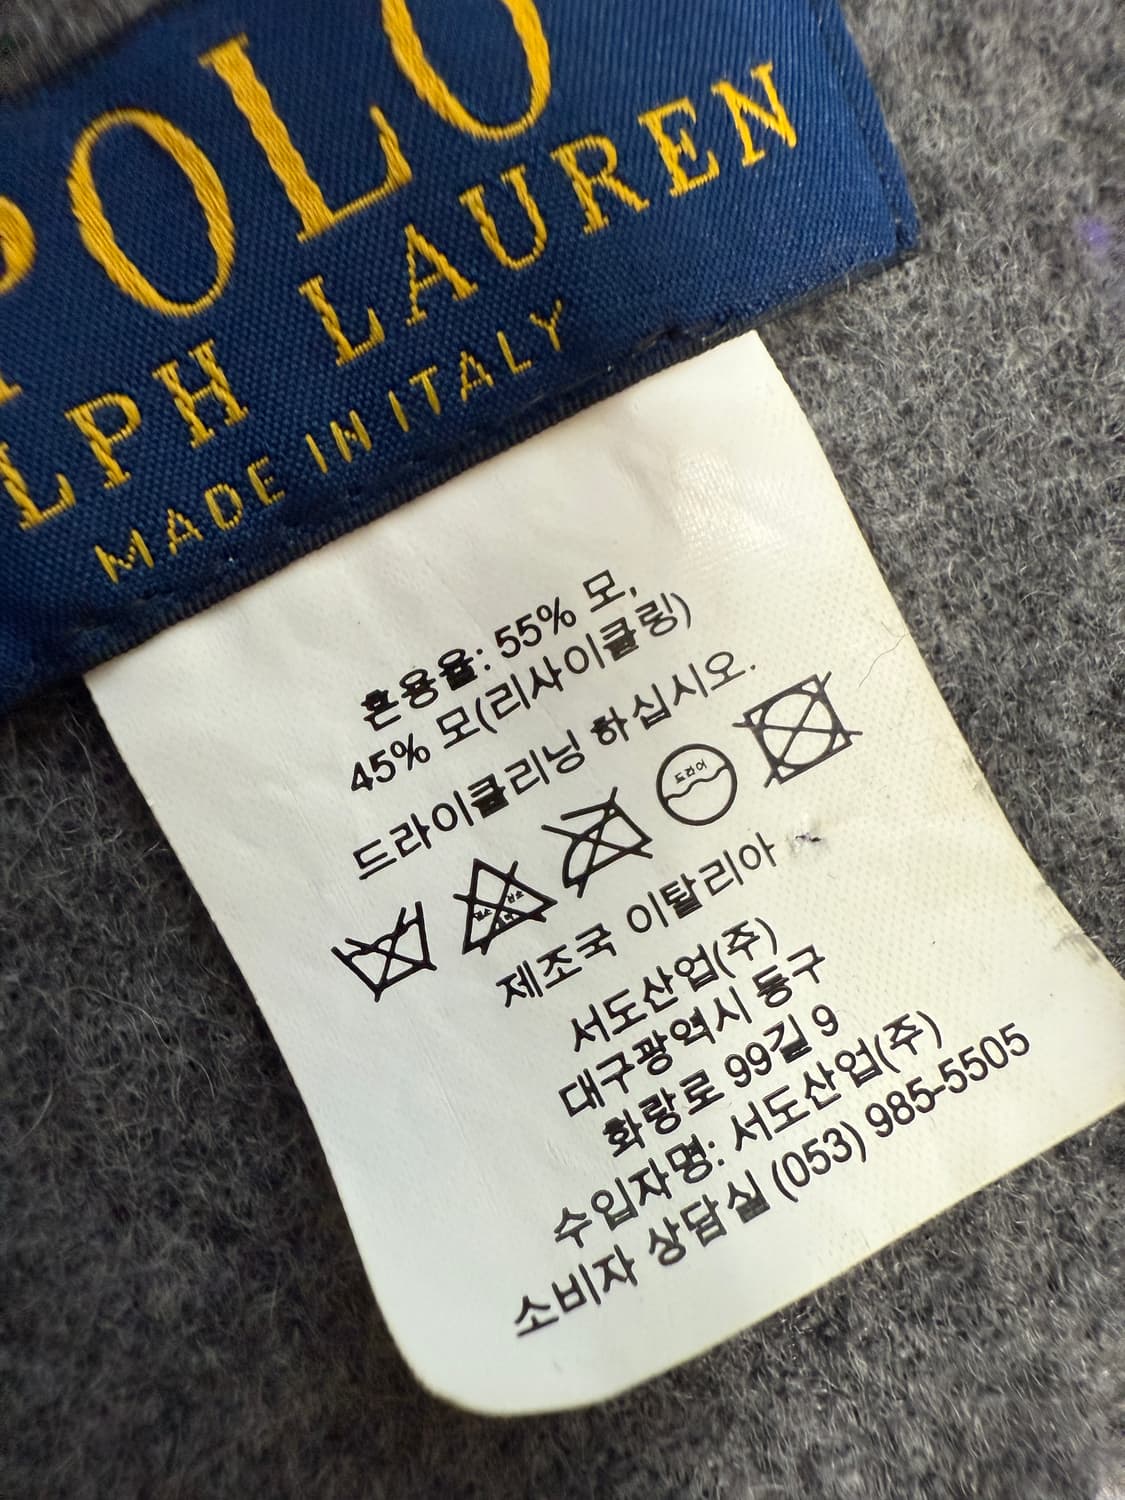 POLO
LPH LAUREN
MADE IN ITALY
혼용율: 55% 모,
45% 모(리사이클링)
드라이클리닝 하십시오.
드라이
제조국 이탈리아
서도산업(주)
대구광역시 동구
화랑로 99길 9
수입자명: 서도산업(주)
소비자 상담실 (053) 985-5505